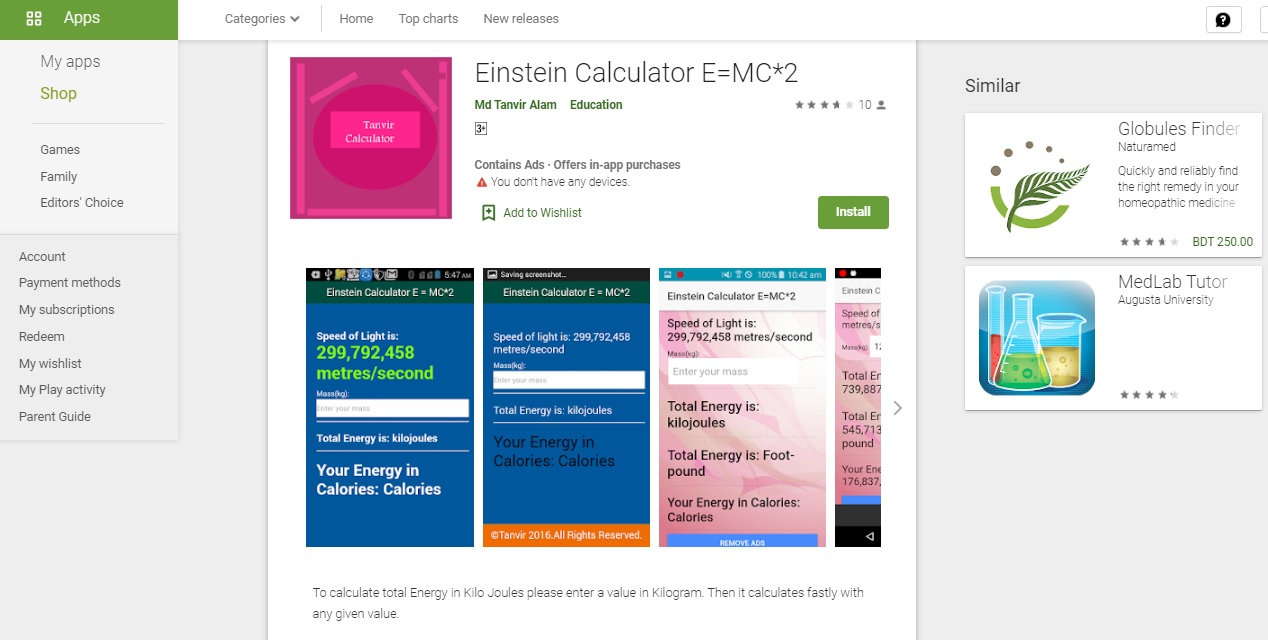 Apps
Categories
Home
Top charts
New releases
My apps
Shop
Games
Family
Editors' Choice
Account
Payment methods
My subscriptions
Redeem
My wishlist
My Play activity
Parent Guide
Tanvir
Calculator
Einstein Calculator E=MC*2
Md Tanvir Alam Education
10
3+
Contains Ads · Offers in-app purchases
You don't have any devices.
Add to Wishlist
Install
5:47 AM
Einstein Calculator E = MC*2
Speed of Light is:
299,792,458
metres/second
Mass(kg):
Enter your mass
Total Energy is: kilojoules
Your Energy in
Calories: Calories
Saving screenshot...
Einstein Calculator E = MC*2
Speed of light is: 299,792,458
metres/second
Mass(kg):
Enter your mass
Total Energy is: kilojoules
Your Energy in
Calories: Calories
©Tanvir 2016.All Rights Reserved.
100% 10:42 am
Einstein Calculator E=MC*2
Speed of Light is:
299,792,458 metres/second
Mass(kg):
Enter your mass
Total Energy is:
kilojoules
Total Energy is: Foot-
pound
Your Energy in Calories:
Calories
REMOVE ADS
Einstein C
Speed of
metres/s
Mass(kg): 12
Total En
739,887
Total En
545,713
pound
Your Ene
176,837,
To calculate total Energy in Kilo Joules please enter a value in Kilogram. Then it calculates fastly with
any given value.
Similar
Globules Finder
Naturamed
Quickly and reliably find
the right remedy in your
homeopathic medicine
BDT 250.00
MedLab Tutor
Augusta University